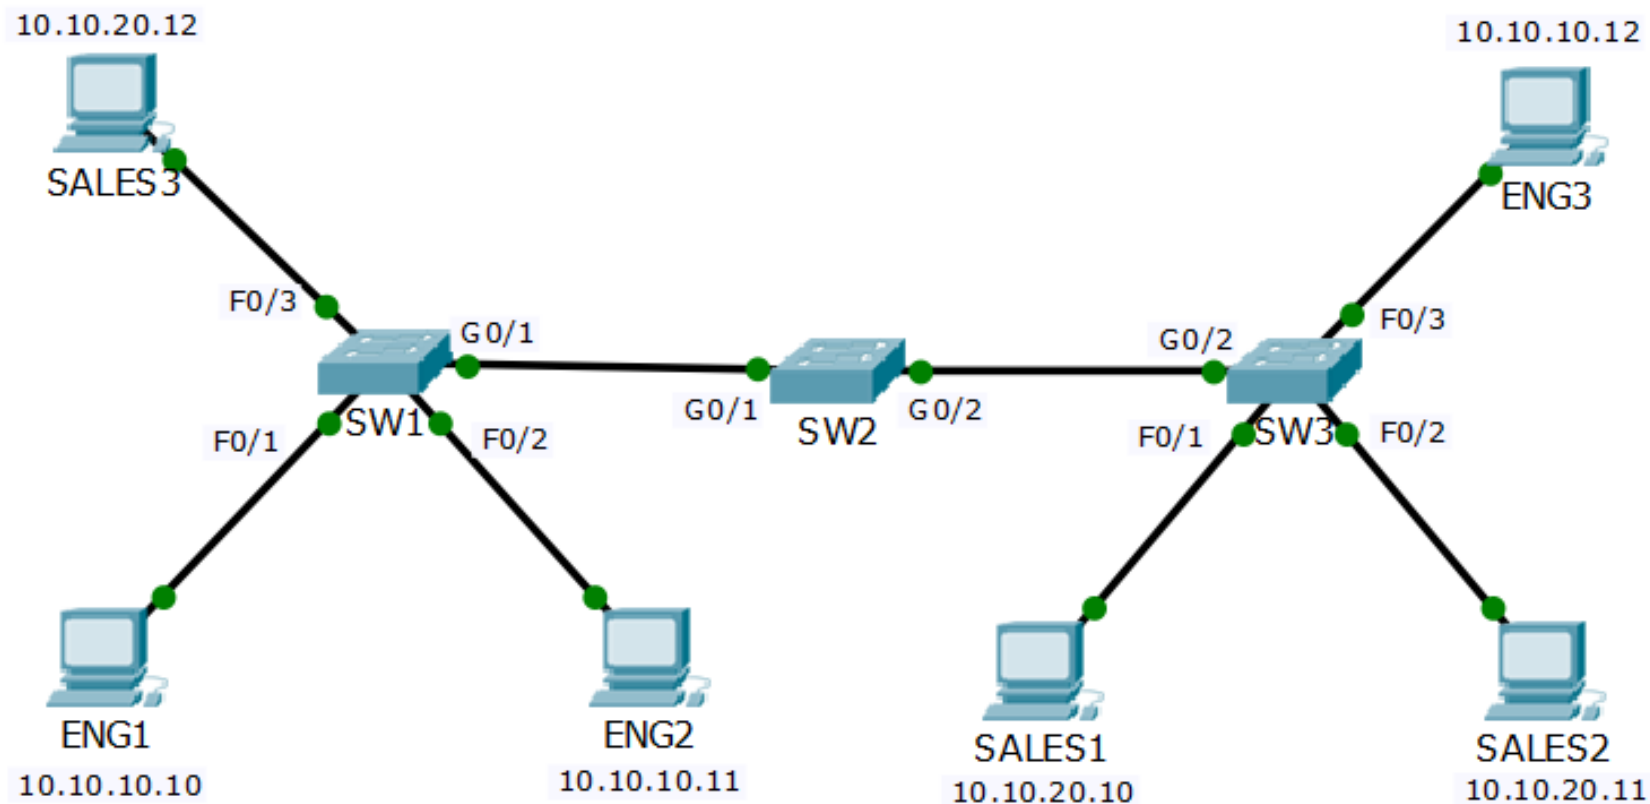 10.10.20.12
10.10.10.12
SALES3
ENG3
F0/3
G0/1
G0/2
F0/3
F0/1
SW1
F0/2
G0/1
SW2
G0/2
F0/1
SW3
F0/2
ENG1
ENG2
SALES1
SALES2
10.10.10.10
10.10.10.11
10.10.20.10
10.10.20.11